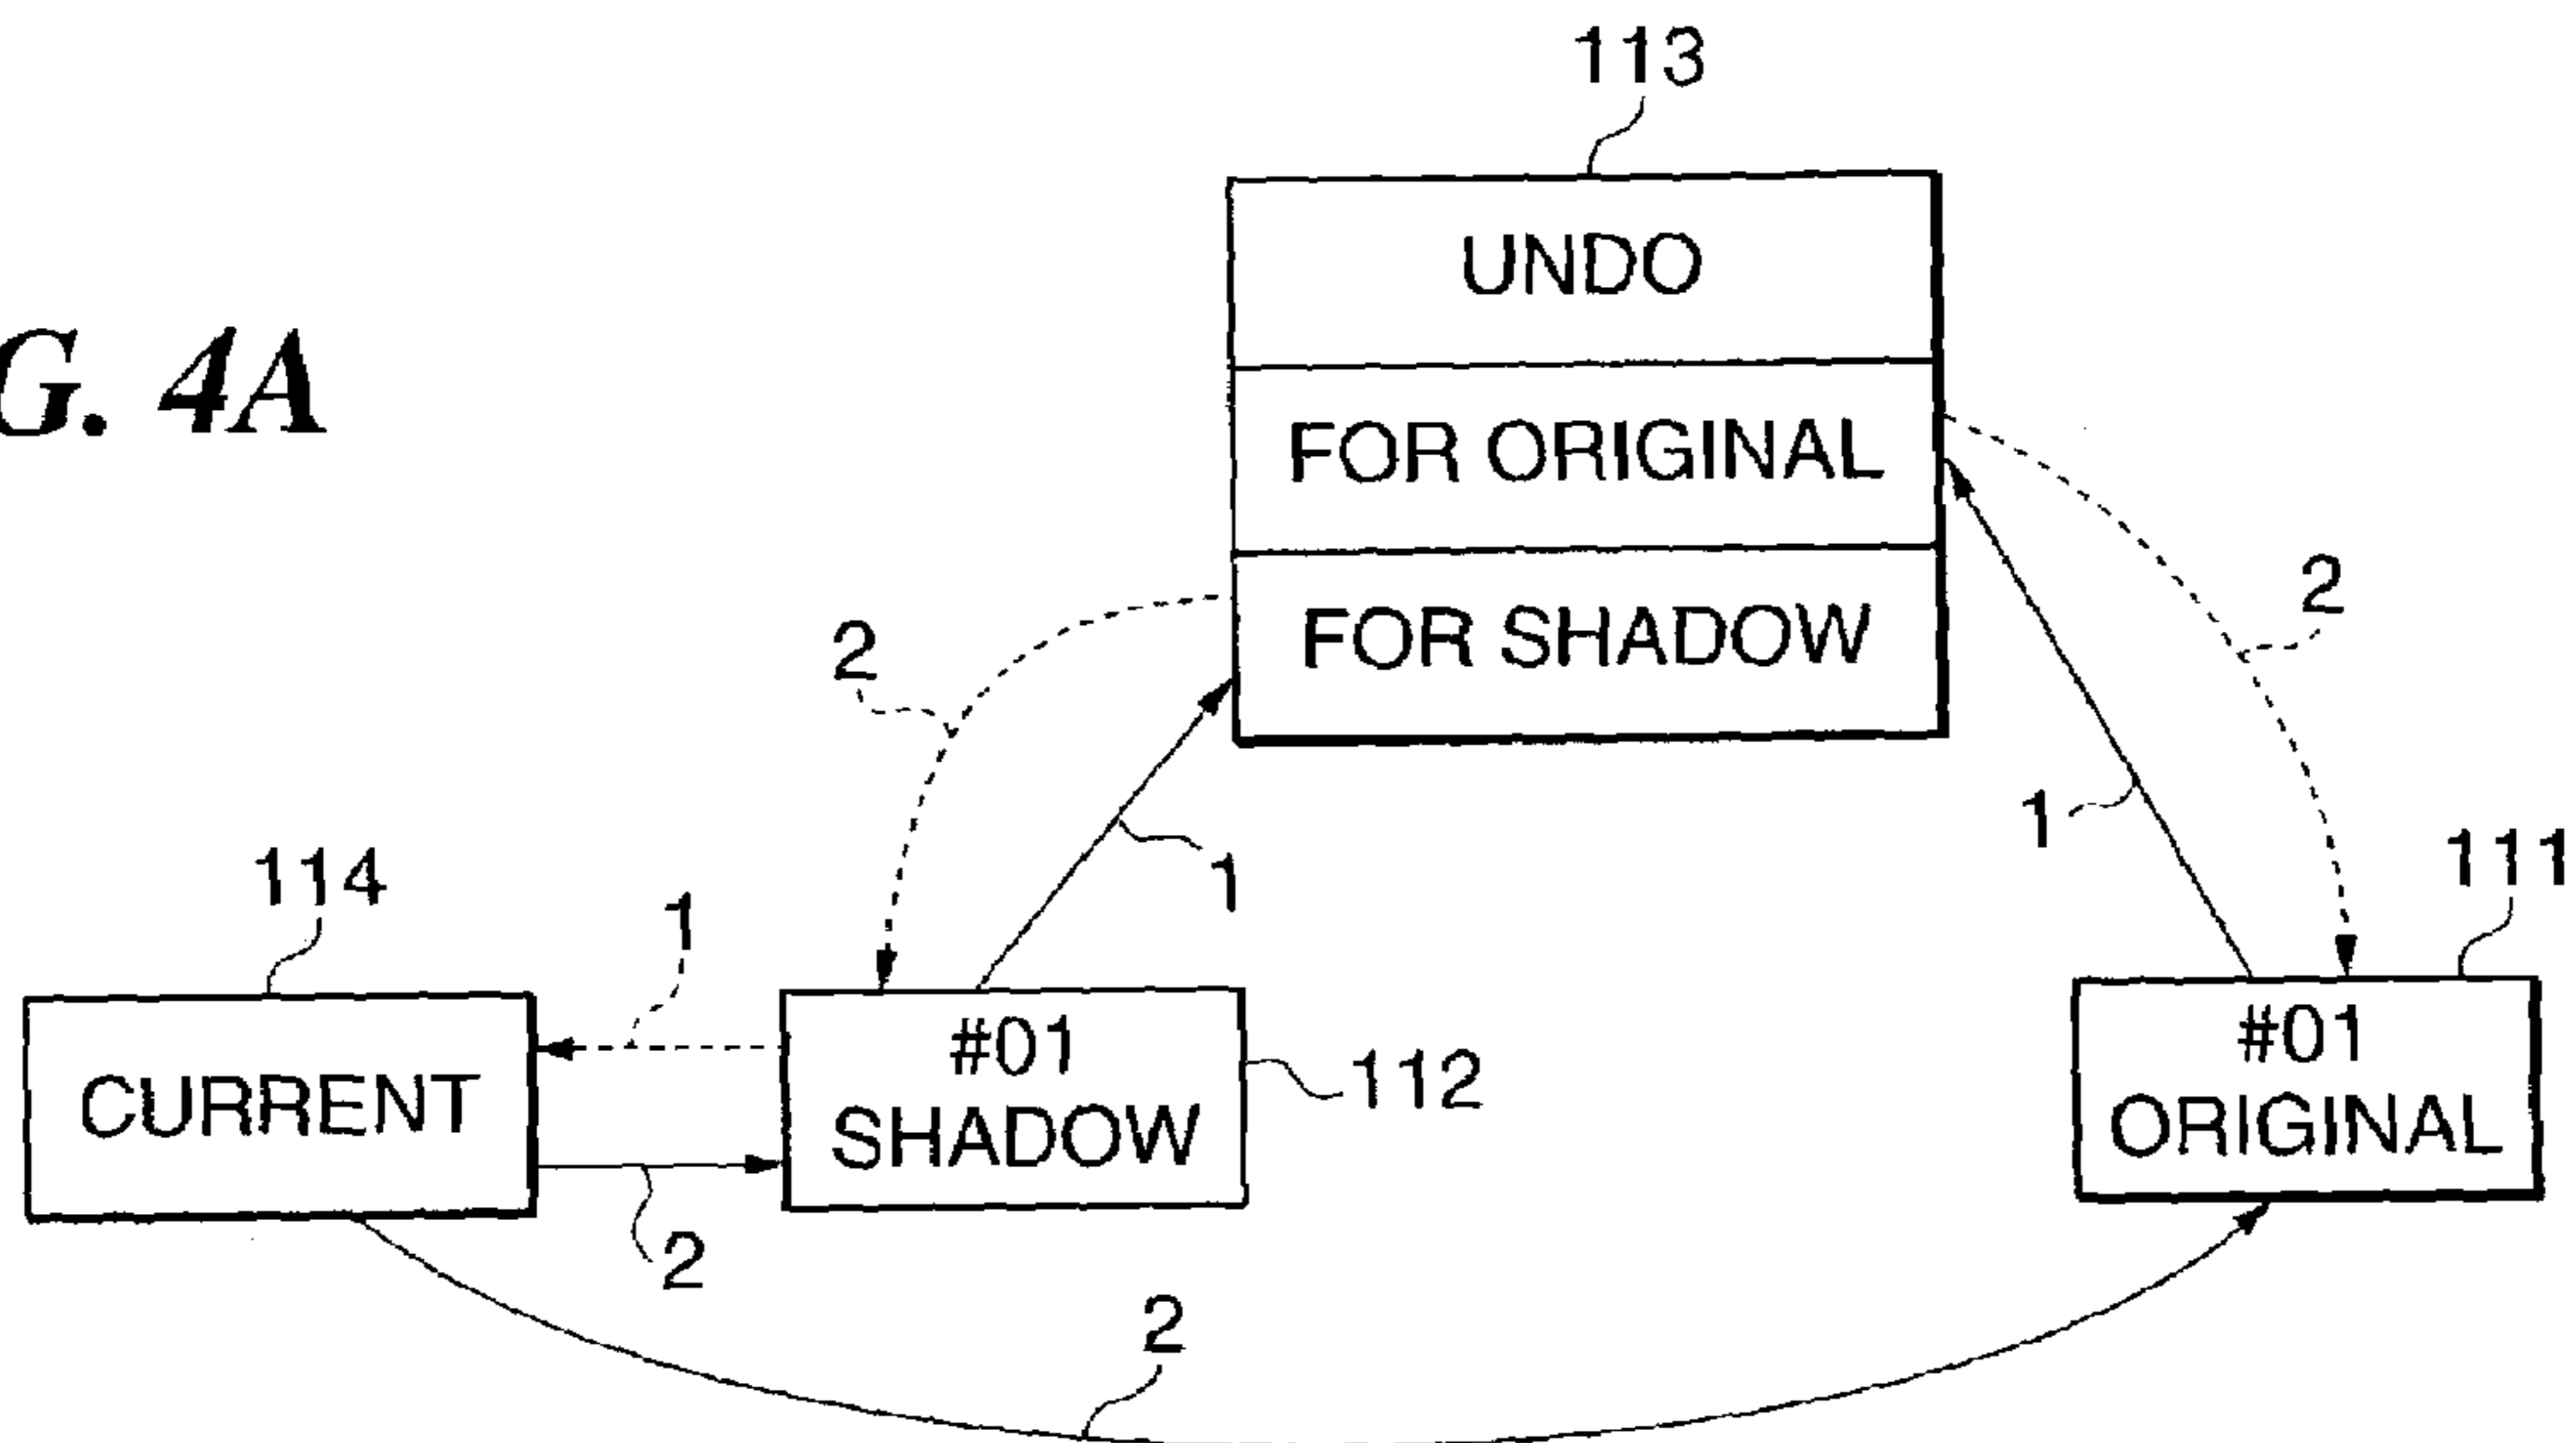 113
UNDO
G. 4A
FOR ORIGINAL
2
FOR SHADOW
2
1
1
111
114
1
#01
#01
112
CURRENT
SHADOW
ORIGINAL
2
2